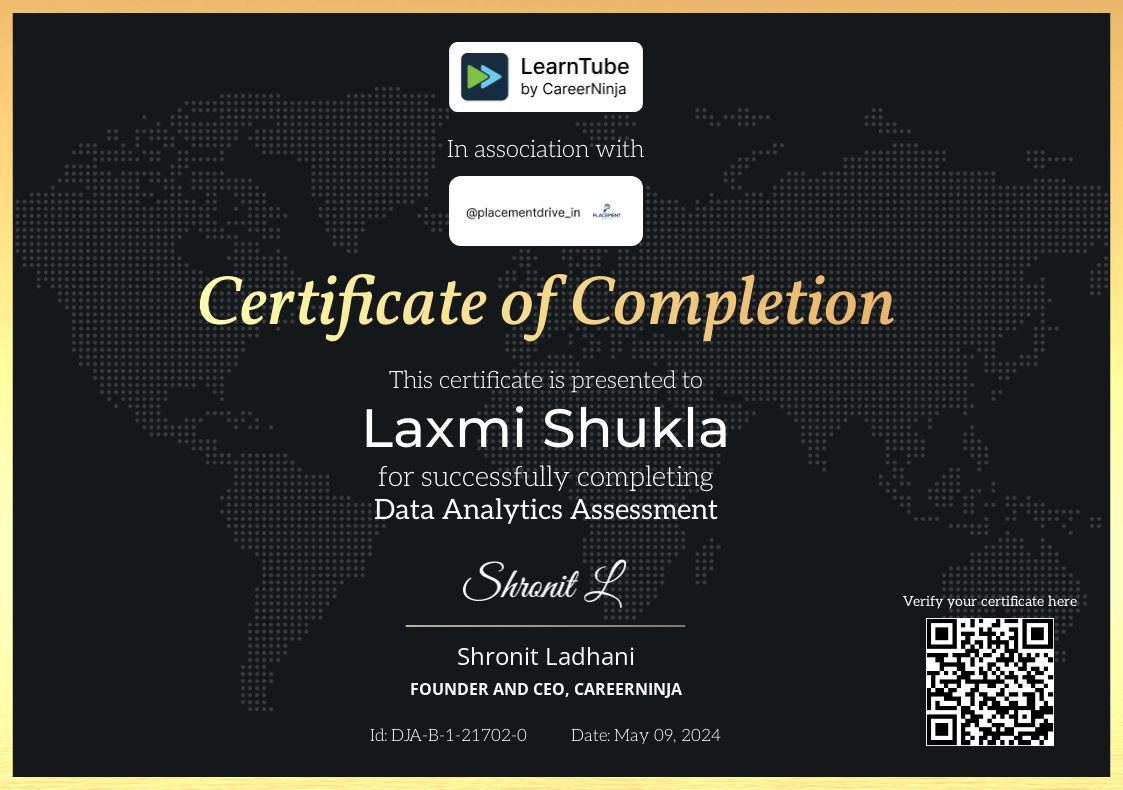 LearnTube
by CareerNinja
In association with
@placementdrive_in
PLACEMENT
Certificate of Completion
This certificate is presented to
Laxmi Shukla
for successfully completing
Data Analytics Assessment
Shronit L
Shronit Ladhani
FOUNDER AND CEO, CAREERNINJA
Verify your certificate here
Id: DJA-B-1-21702-0
Date: May 09, 2024